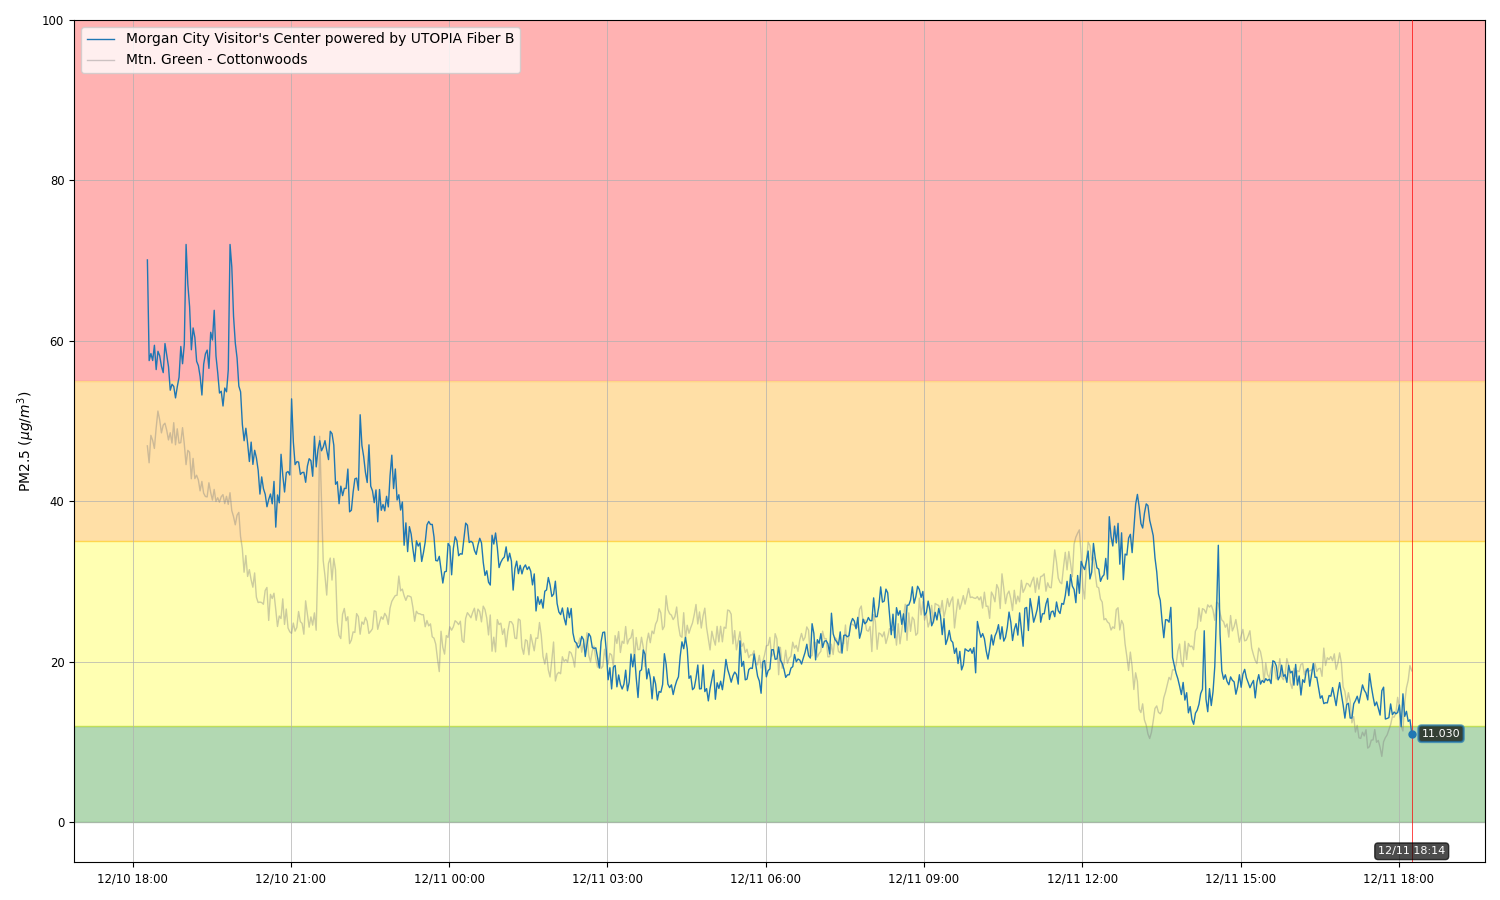 100
Morgan City Visitor's Center powered by UTOPIA Fiber B
Mtn. Green - Cottonwoods
80
60
PM2.5 (μg/m³)
40
20
11.030
0
12/11 18:14
12/10 18:00 12/10 21:00 12/11 00:00 12/11 03:00 12/11 06:00 12/11 09:00 12/11 12:00 12/11 15:00 12/11 18:00